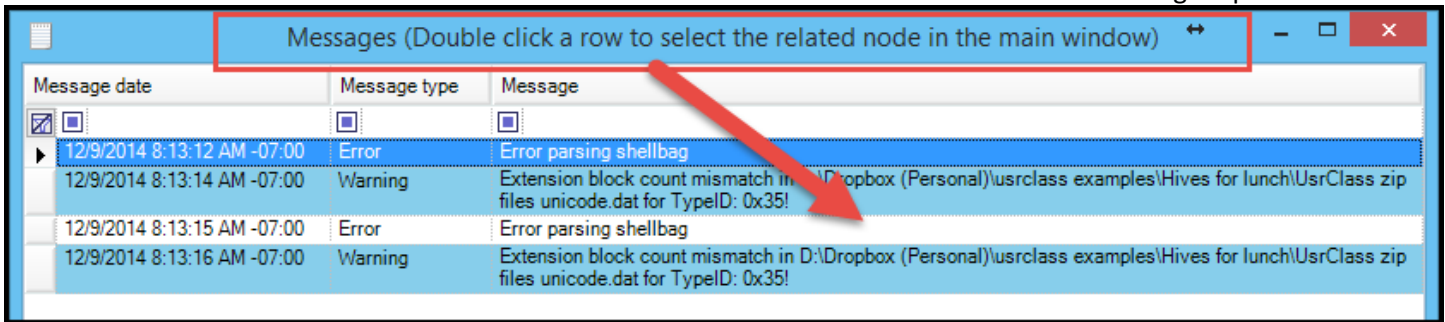 Messages (Double click a row to select the related node in the main window)
Message date Message type Message
12/9/2014 8:13:12 AM -07:00 Error Error parsing shellbag
12/9/2014 8:13:14 AM -07:00 Warning Extension block count mismatch in \Dropbox (Personal)\usrclass examples\Hives for lunch\UsrClass zip
files unicode.dat for TypeID: 0x35!
12/9/2014 8:13:15 AM -07:00 Error Error parsing shellbag
12/9/2014 8:13:16 AM -07:00 Warning Extension block count mismatch in D:\Dropbox (Personal)\usrclass examples\Hives for lunch\UsrClass zip
files unicode.dat for TypeID: 0x35!